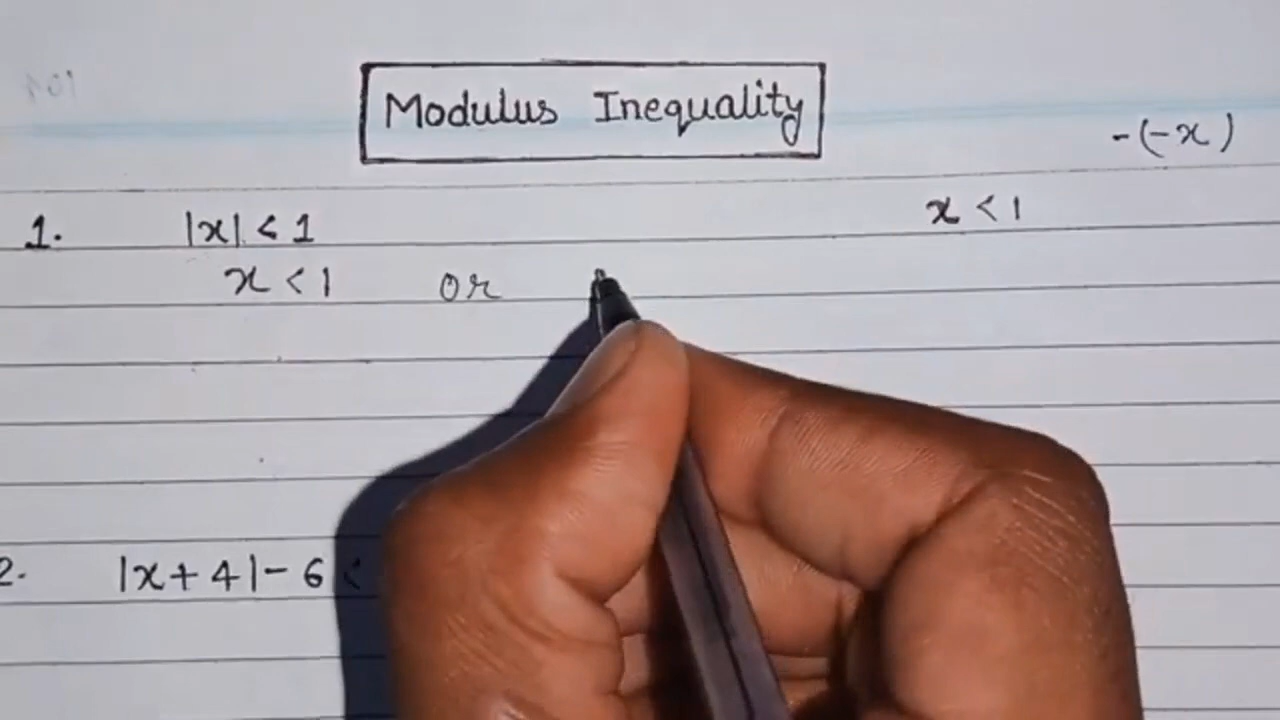 Modulus Inequality
-(-x)
1. |x| < 1
x < 1
x < 1 or
2. |x+4|-6 <